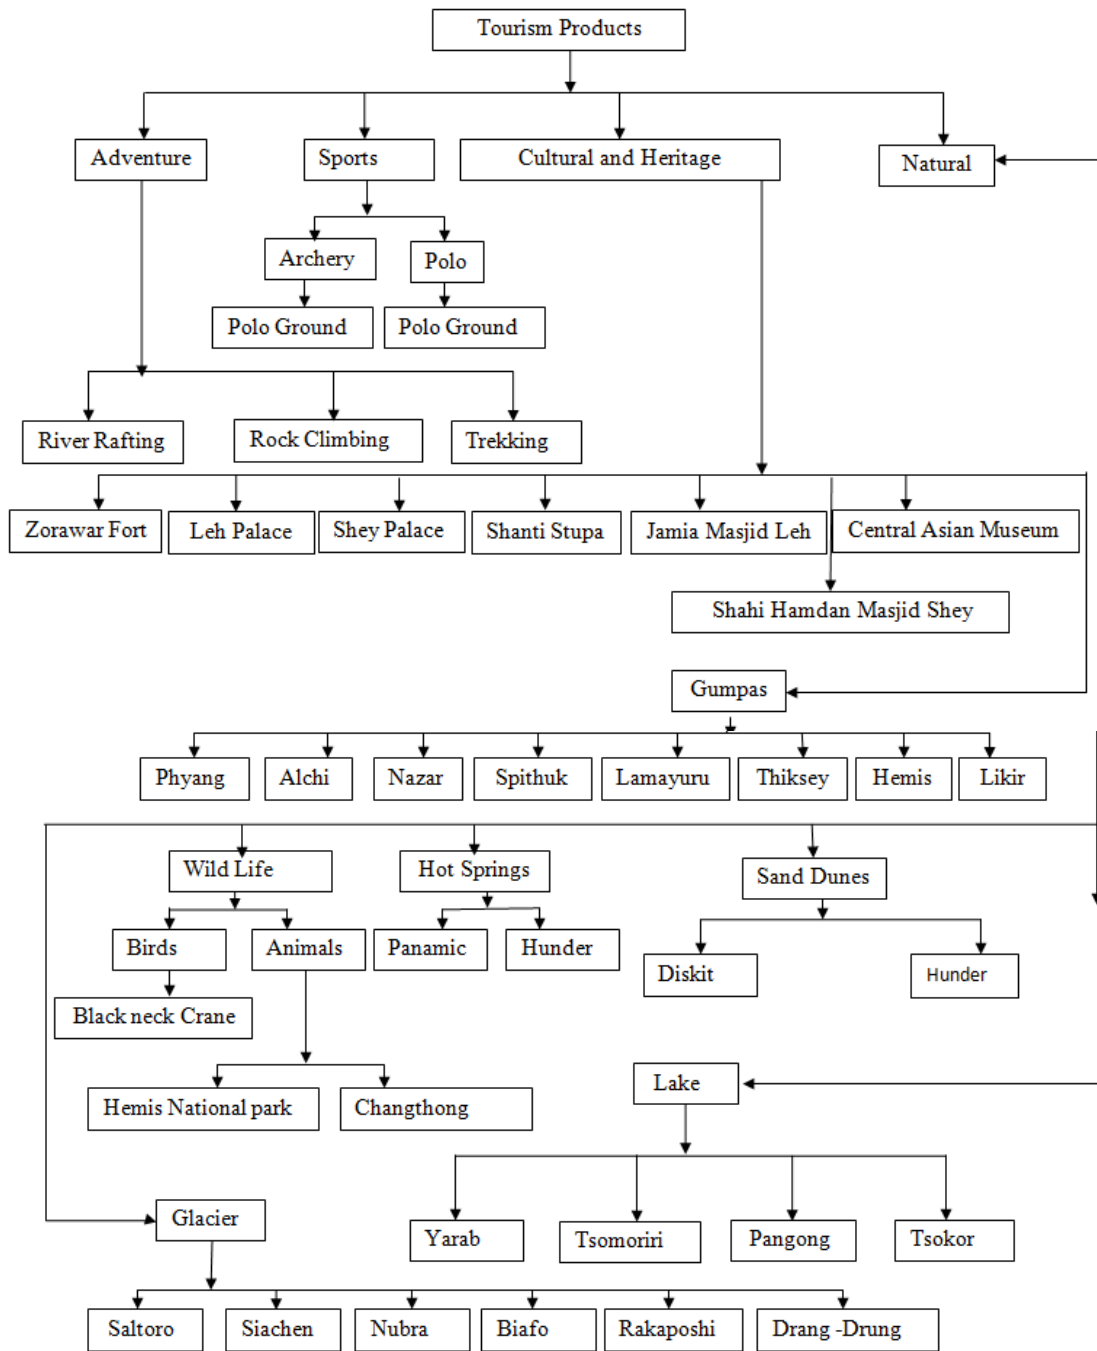 Tourism Products
Adventure
Sports
Cultural and Heritage
Natural
Archery
Polo
Polo Ground
Polo Ground
River Rafting
Rock Climbing
Trekking
Zorawar Fort
Leh Palace
Shey Palace
Shanti Stupa
Jamia Masjid Leh
Central Asian Museum
Shahi Hamdan Masjid Shey
Gumpas
Phyang
Alchi
Nazar
Spithuk
Lamayuru
Thiksey
Hemis
Likir
Wild Life
Hot Springs
Sand Dunes
Birds
Animals
Panamic
Hunder
Diskit
Hunder
Black neck Crane
Hemis National park
Changthong
Lake
Glacier
Yarab
Tsomoriri
Pangong
Tsokor
Saltoro
Siachen
Nubra
Biafo
Rakaposhi
Drang -Drung